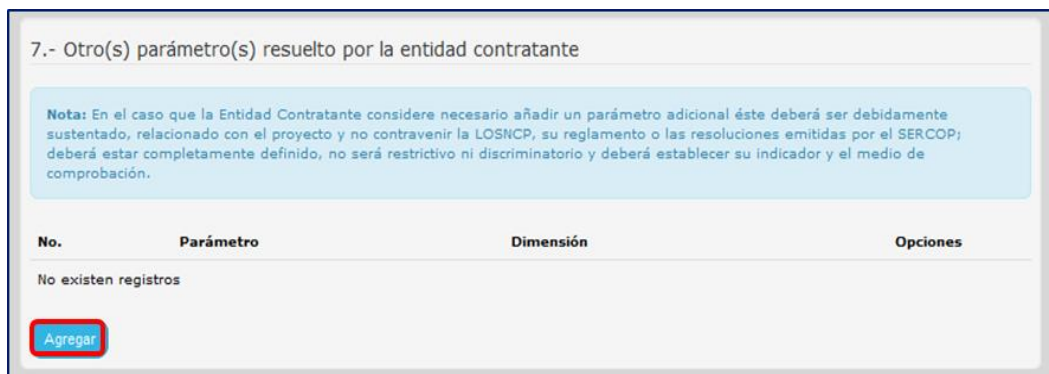 7.- Otro(s) parámetro(s) resuelto por la entidad contratante
Nota: En el caso que la Entidad Contratante considere necesario añadir un parámetro adicional éste deberá ser debidamente
sustentado, relacionado con el proyecto y no contravenir la LOSNCP, su reglamento o las resoluciones emitidas por el SERCOP;
deberá estar completamente definido, no será restrictivo ni discriminatorio y deberá establecer su indicador y el medio de
comprobación.
No. Parámetro Dimensión Opciones
No existen registros
Agregar